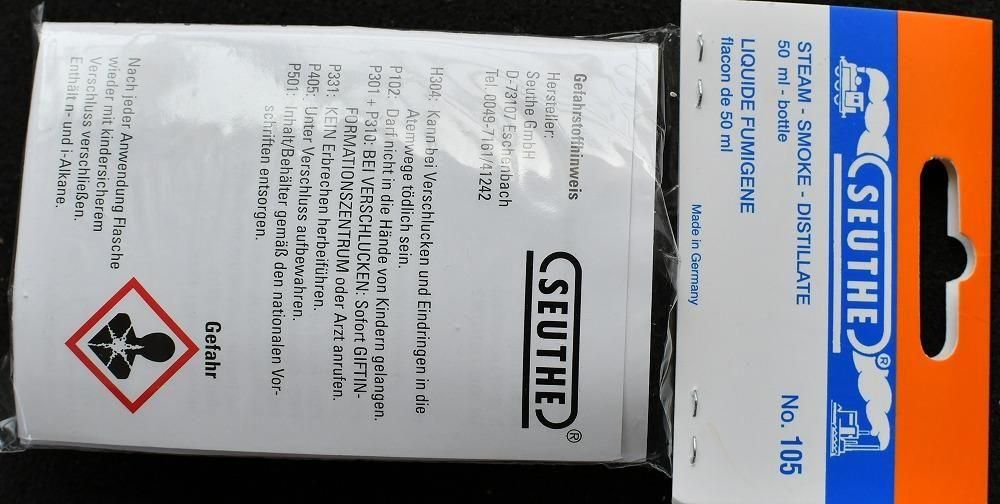 SEUTHE®
STEAM - SMOKE - DISTILLATE
50 ml - bottle
No. 105
LIQUIDE FUMIGENE
flacon de 50 ml
Made in Germany
SEUTHE®
Gefahrstoffhinweis
Hersteller:
Seuthe GmbH
D-73107 Eschenbach
Tel. 0049-7161/41242
H304: Kann bei Verschlucken und Eindringen in die
Atemwege tödlich sein.
P102: Darf nicht in die Hände von Kindern gelangen.
P301 + P310: BEI VERSCHLUCKEN: Sofort GIFTIN-
FORMATIONSZENTRUM oder Arzt anrufen.
P331: KEIN Erbrechen herbeiführen.
P405: Unter Verschluss aufbewahren.
P501: Inhalt/Behälter gemäß den nationalen Vor-
schriften entsorgen.
Gefahr
Nach jeder Anwendung Flasche
wieder mit kindersicherem
Verschluss verschließen.
Enthält n- und i-Alkane.